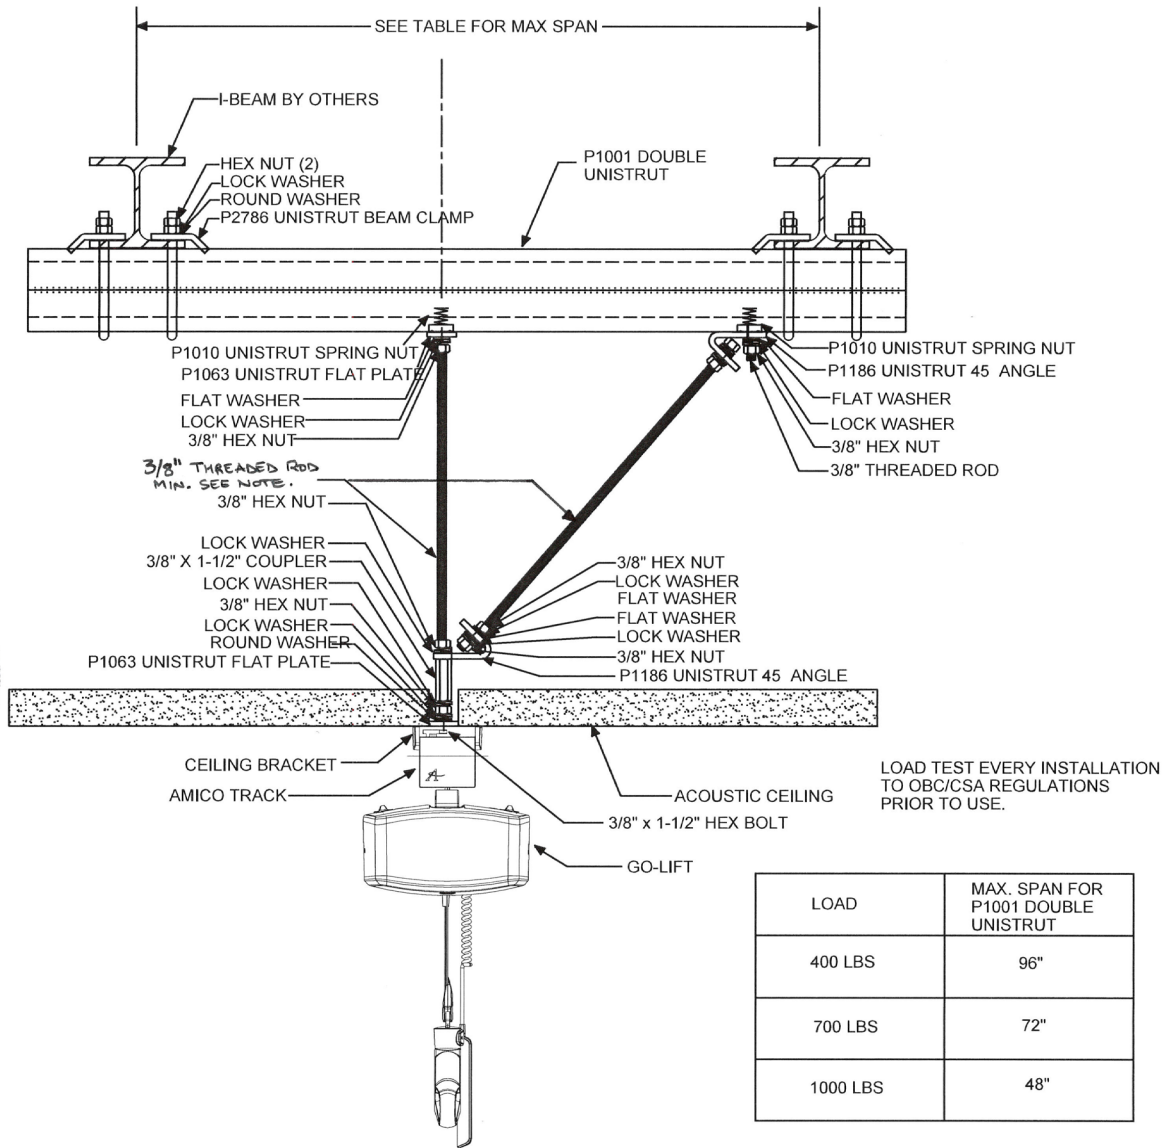 SEE TABLE FOR MAX SPAN
I-BEAM BY OTHERS
HEX NUT (2)
LOCK WASHER
ROUND WASHER
P2786 UNISTRUT BEAM CLAMP
P1001 DOUBLE
UNISTRUT
P1010 UNISTRUT SPRING NUT
P1063 UNISTRUT FLAT PLATE
FLAT WASHER
LOCK WASHER
3/8" HEX NUT
P1010 UNISTRUT SPRING NUT
P1186 UNISTRUT 45 ANGLE
FLAT WASHER
LOCK WASHER
3/8" HEX NUT
3/8" THREADED ROD
3/8" THREADED ROD
MIN. SEE NOTE.
3/8" HEX NUT
LOCK WASHER
3/8" X 1-1/2" COUPLER
LOCK WASHER
3/8" HEX NUT
LOCK WASHER
ROUND WASHER
P1063 UNISTRUT FLAT PLATE
3/8" HEX NUT
LOCK WASHER
FLAT WASHER
FLAT WASHER
LOCK WASHER
3/8" HEX NUT
P1186 UNISTRUT 45 ANGLE
CEILING BRACKET
AMICO TRACK
A
ACOUSTIC CEILING
3/8" x 1-1/2" HEX BOLT
GO-LIFT
LOAD TEST EVERY INSTALLATION
TO OBC/CSA REGULATIONS
PRIOR TO USE.
LOAD
MAX. SPAN FOR
P1001 DOUBLE
UNISTRUT
400 LBS
96"
700 LBS
72"
1000 LBS
48"